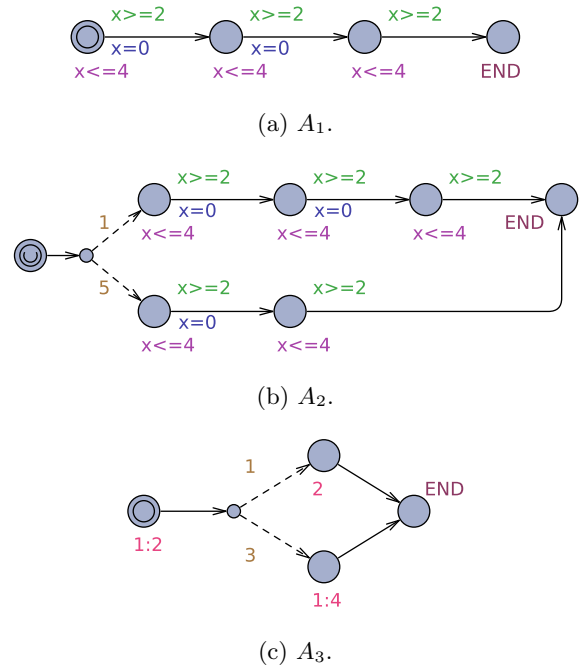 x>=2 x>=2 x>=2
x=0 x=0
x<=4 x<=4 x<=4 END
(a) A₁.
x>=2 x>=2 x>=2
1 x=0 x=0 END
x<=4 x<=4 x<=4
5 x>=2 x>=2
x=0
x<=4 x<=4
(b) A₂.
1 2 END
1:2
3
1:4
(c) A₃.